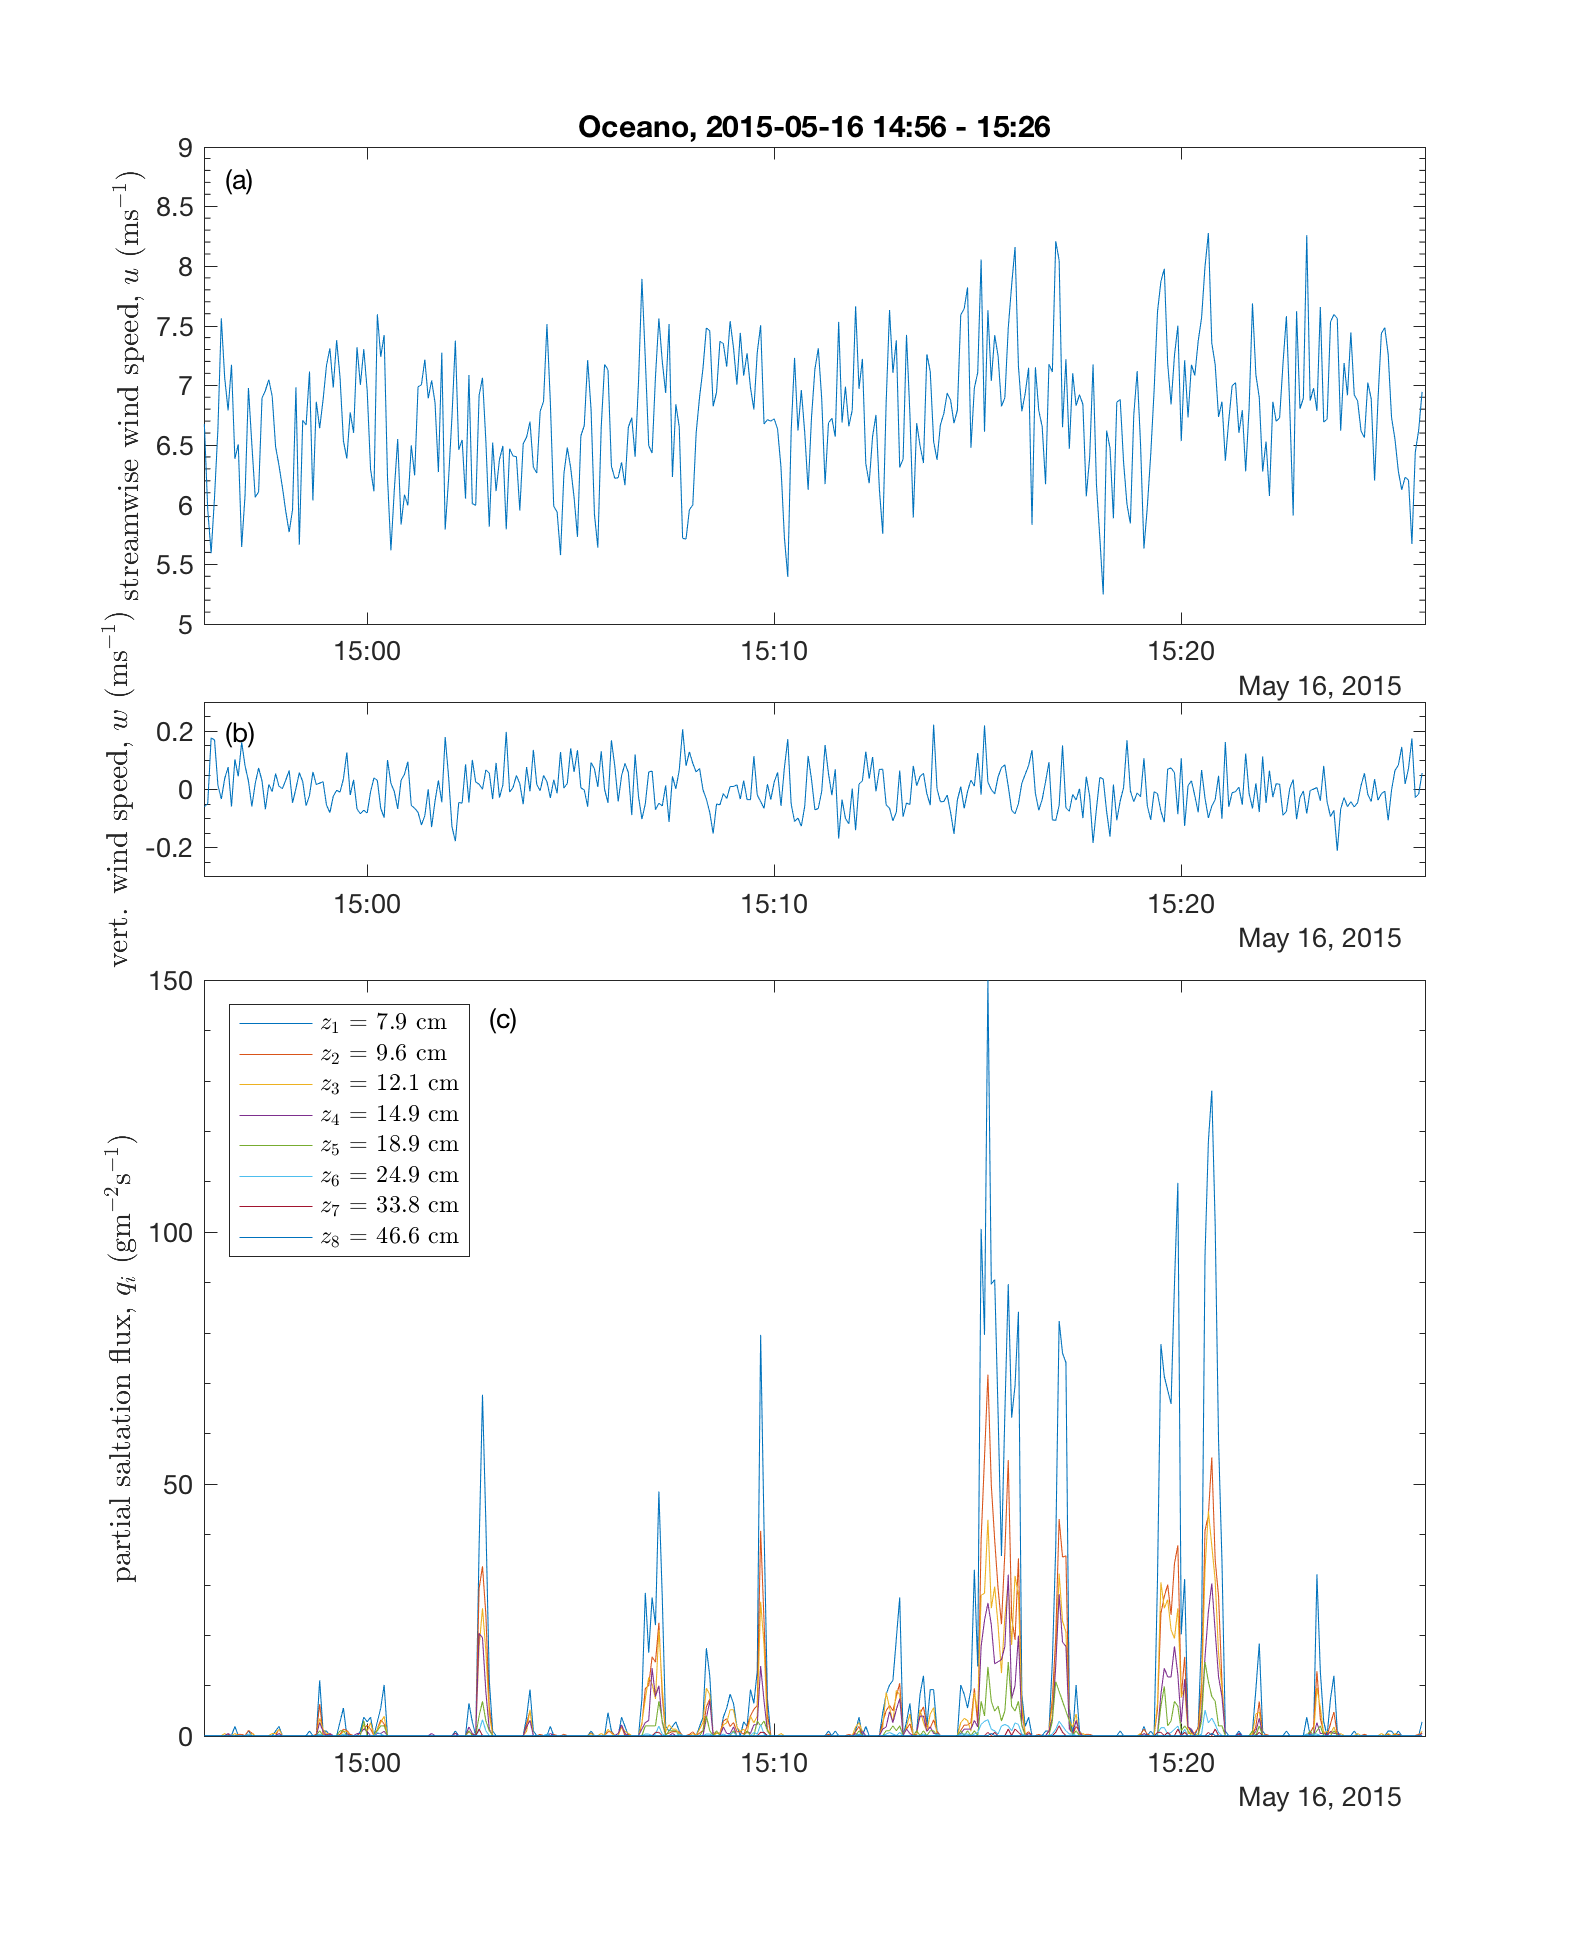 Oceano, 2015-05-16 14:56 - 15:26
(a)
streamwise wind speed, u (ms⁻¹)
9
8.5
8
7.5
7
6.5
6
5.5
5
15:00 15:10 15:20
May 16, 2015
(b)
vert. wind speed, w (ms⁻¹)
0.2
0
-0.2
15:00 15:10 15:20
May 16, 2015
(c)
partial saltation flux, qᵢ (gm⁻²s⁻¹)
150
100
50
0
z₁ = 7.9 cm
z₂ = 9.6 cm
z₃ = 12.1 cm
z₄ = 14.9 cm
z₅ = 18.9 cm
z₆ = 24.9 cm
z₇ = 33.8 cm
z₈ = 46.6 cm
15:00 15:10 15:20
May 16, 2015